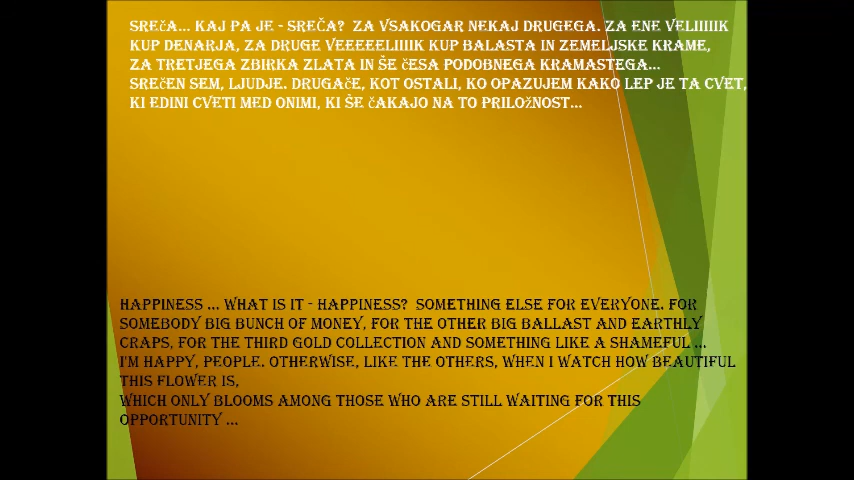 SREČA... KAJ PA JE - SREČA?  ZA VSAKOGAR NEKAJ DRUGEGA. ZA ENE VELIIIIIK
KUP DENARJA, ZA DRUGE VEEEEELIIIIK KUP BALASTA IN ZEMELJSKE KRAME,
ZA TRETJEGA ZBIRKA ZLATA IN ŠE ČESA PODOBNEGA KRAMASTEGA...
SREČEN SEM, LJUDJE. DRUGAČE, KOT OSTALI, KO OPAZUJEM KAKO LEP JE TA CVET,
KI EDINI CVETI MED ONIMI, KI ŠE ČAKAJO NA TO PRILOŽNOST...
HAPPINESS ... WHAT IS IT - HAPPINESS?  SOMETHING ELSE FOR EVERYONE. FOR
SOMEBODY BIG BUNCH OF MONEY, FOR THE OTHER BIG BALLAST AND EARTHLY
CRAPS, FOR THE THIRD GOLD COLLECTION AND SOMETHING LIKE A SHAMEFUL ...
I'M HAPPY, PEOPLE. OTHERWISE, LIKE THE OTHERS, WHEN I WATCH HOW BEAUTIFUL
THIS FLOWER IS,
WHICH ONLY BLOOMS AMONG THOSE WHO ARE STILL WAITING FOR THIS
OPPORTUNITY ...